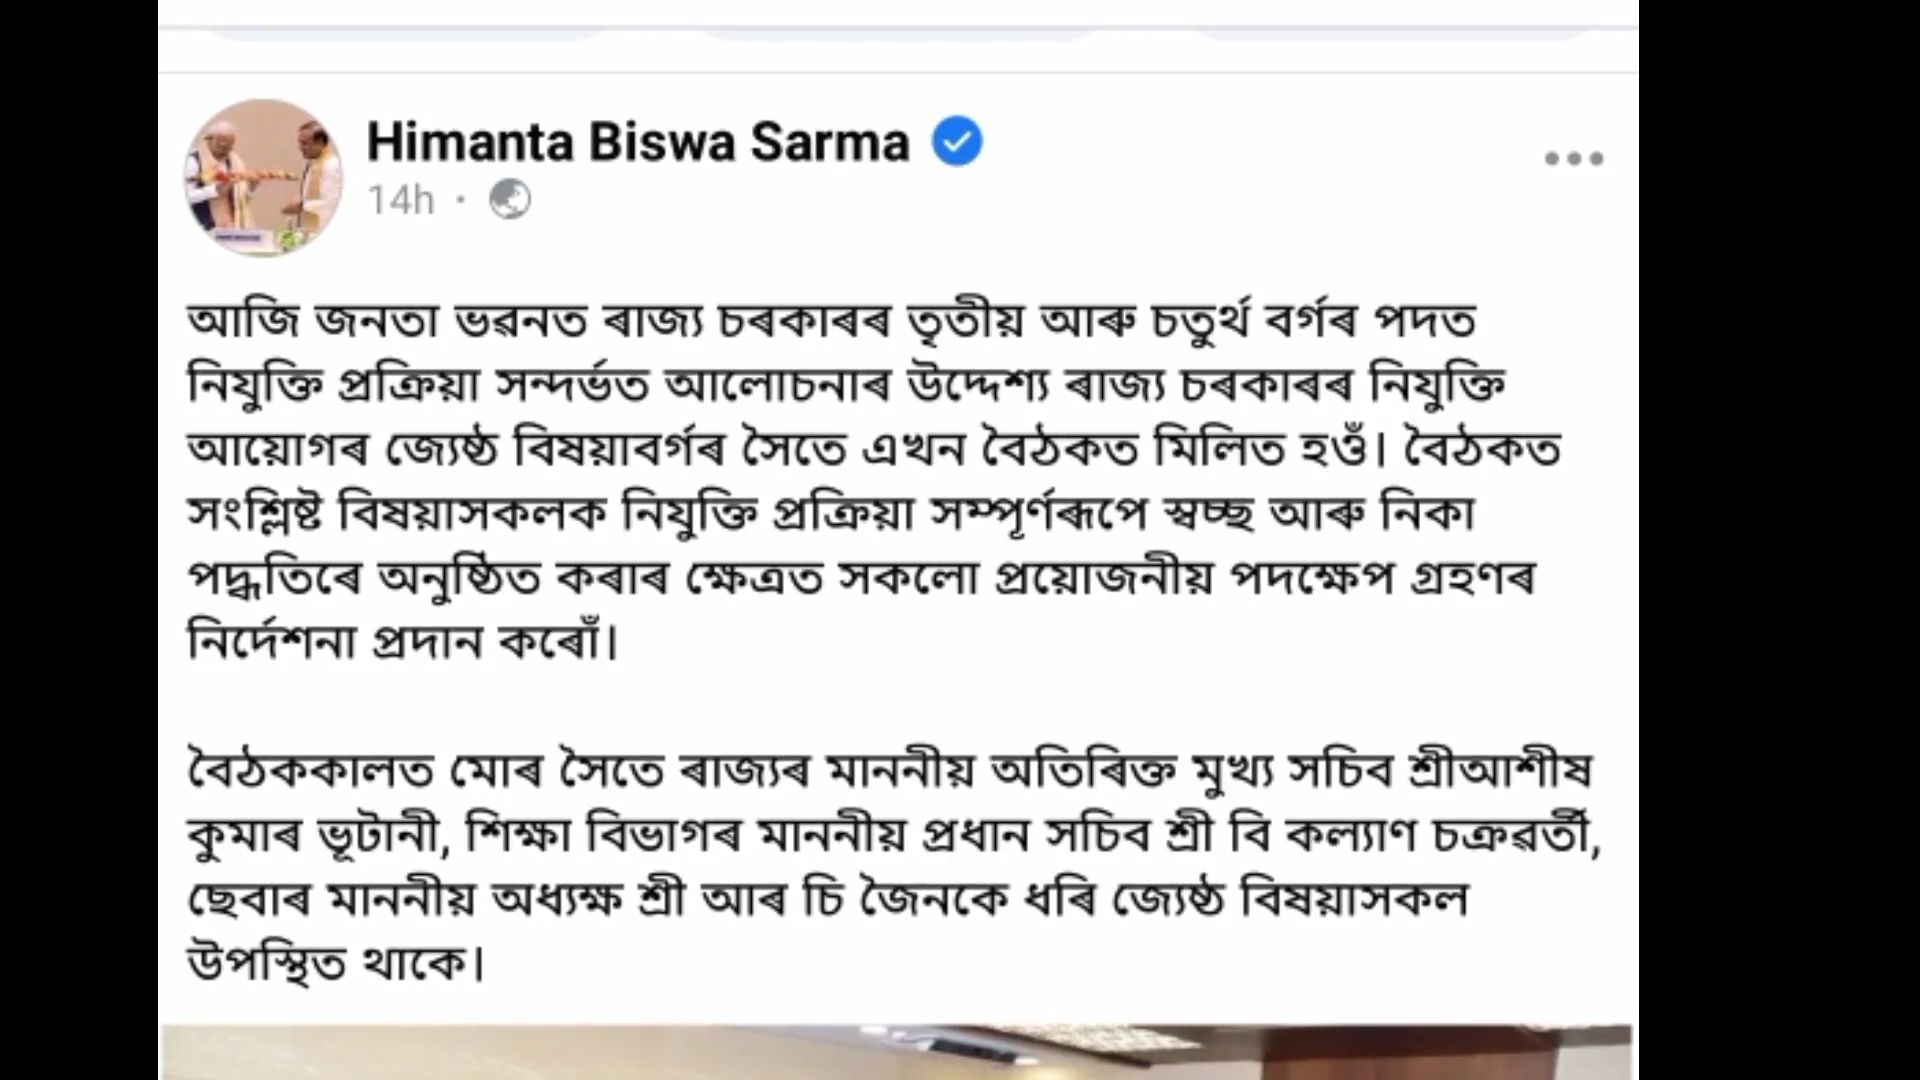 Himanta Biswa Sarma
14h ·
আজি জনতা ভৱনত ৰাজ্য চৰকাৰৰ তৃতীয় আৰু চতুৰ্থ বৰ্গৰ পদত
নিযুক্তি প্ৰক্ৰিয়া সন্দৰ্ভত আলোচনাৰ উদ্দেশ্য ৰাজ্য চৰকাৰৰ নিযুক্তি
আয়োগৰ জ্যেষ্ঠ বিষয়াবৰ্গৰ সৈতে এখন বৈঠকত মিলিত হওঁ। বৈঠকত
সংশ্লিষ্ট বিষয়াসকলক নিযুক্তি প্ৰক্ৰিয়া সম্পূৰ্ণৰূপে স্বচ্ছ আৰু নিকা
পদ্ধতিৰে অনুষ্ঠিত কৰাৰ ক্ষেত্ৰত সকলো প্ৰয়োজনীয় পদক্ষেপ গ্ৰহণৰ
নিৰ্দেশনা প্ৰদান কৰোঁ।
বৈঠককালত মোৰ সৈতে ৰাজ্যৰ মাননীয় অতিৰিক্ত মুখ্য সচিব শ্ৰীআশীষ
কুমাৰ ভূটানী, শিক্ষা বিভাগৰ মাননীয় প্ৰধান সচিব শ্ৰী বি কল্যাণ চক্ৰৱৰ্তী,
ছেবাৰ মাননীয় অধ্যক্ষ শ্ৰী আৰ চি জৈনকে ধৰি জ্যেষ্ঠ বিষয়াসকল
উপস্থিত থাকে।